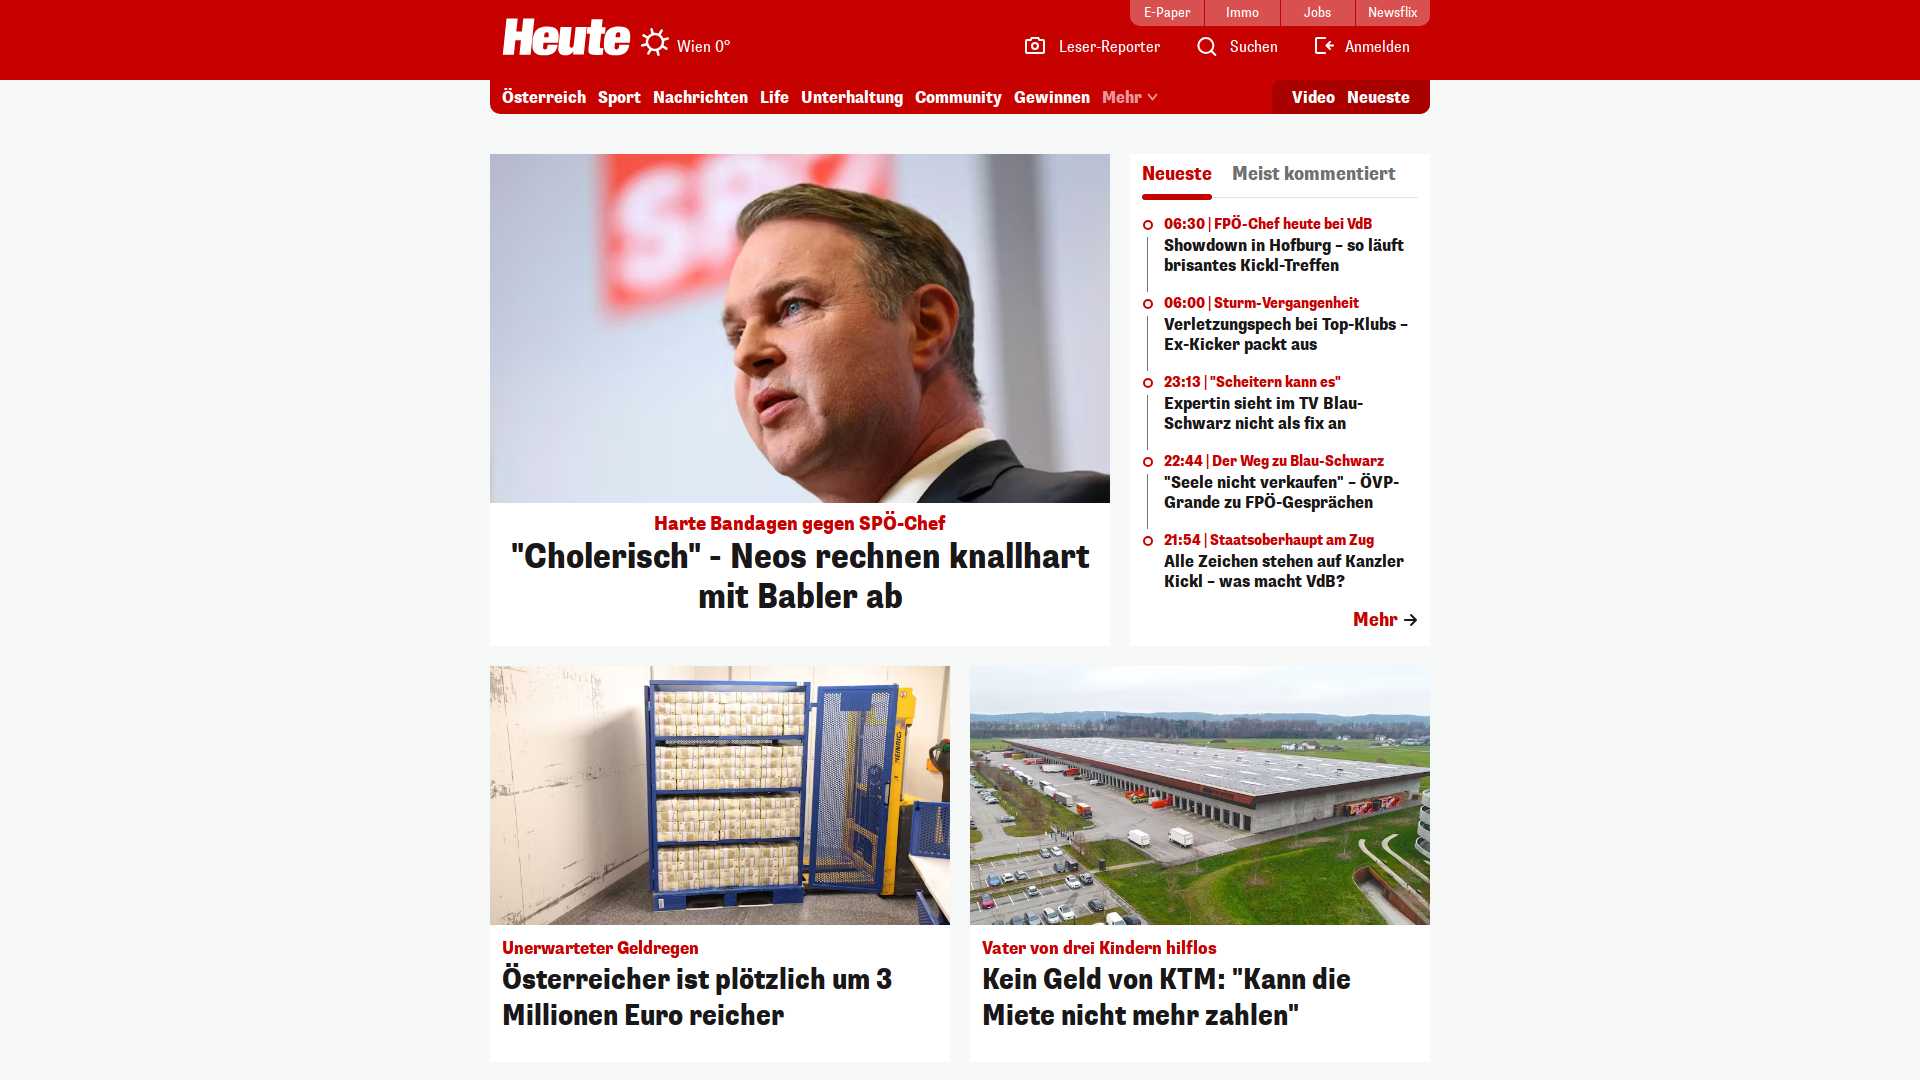 E-Paper
Immo
Jobs
Newsflix
Heute
Wien 0°
Leser-Reporter
Suchen
Anmelden
Österreich
Sport
Nachrichten
Life
Unterhaltung
Community
Gewinnen
Mehr
Video
Neueste
SPÖ
Harte Bandagen gegen SPÖ-Chef
"Cholerisch" - Neos rechnen knallhart
mit Babler ab
Neueste
Meist kommentiert
06:30 | FPÖ-Chef heute bei VdB
Showdown in Hofburg – so läuft
brisantes Kickl-Treffen
06:00 | Sturm-Vergangenheit
Verletzungspech bei Top-Klubs –
Ex-Kicker packt aus
23:13 | "Scheitern kann es"
Expertin sieht im TV Blau-
Schwarz nicht als fix an
22:44 | Der Weg zu Blau-Schwarz
"Seele nicht verkaufen" – ÖVP-
Grande zu FPÖ-Gesprächen
21:54 | Staatsoberhaupt am Zug
Alle Zeichen stehen auf Kanzler
Kickl – was macht VdB?
Mehr
Unerwarteter Geldregen
Österreicher ist plötzlich um 3
Millionen Euro reicher
Vater von drei Kindern hilflos
Kein Geld von KTM: "Kann die
Miete nicht mehr zahlen"